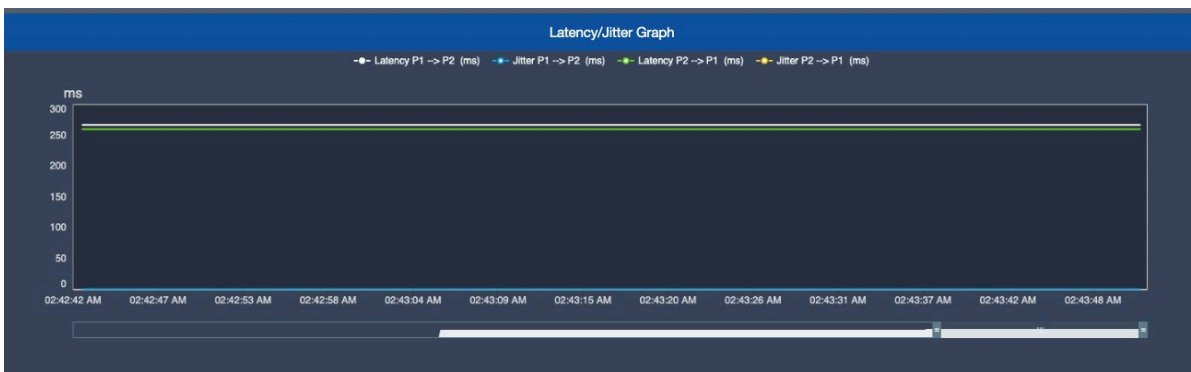 Latency/Jitter Graph
Latency P1 --> P2 (ms) Jitter P1 --> P2 (ms) Latency P2 --> P1 (ms) Jitter P2 --> P1 (ms)
ms
300
250
200
150
100
50
0
02:42:42 AM 02:42:47 AM 02:42:53 AM 02:42:58 AM 02:43:04 AM 02:43:09 AM 02:43:15 AM 02:43:20 AM 02:43:26 AM 02:43:31 AM 02:43:37 AM 02:43:42 AM 02:43:48 AM